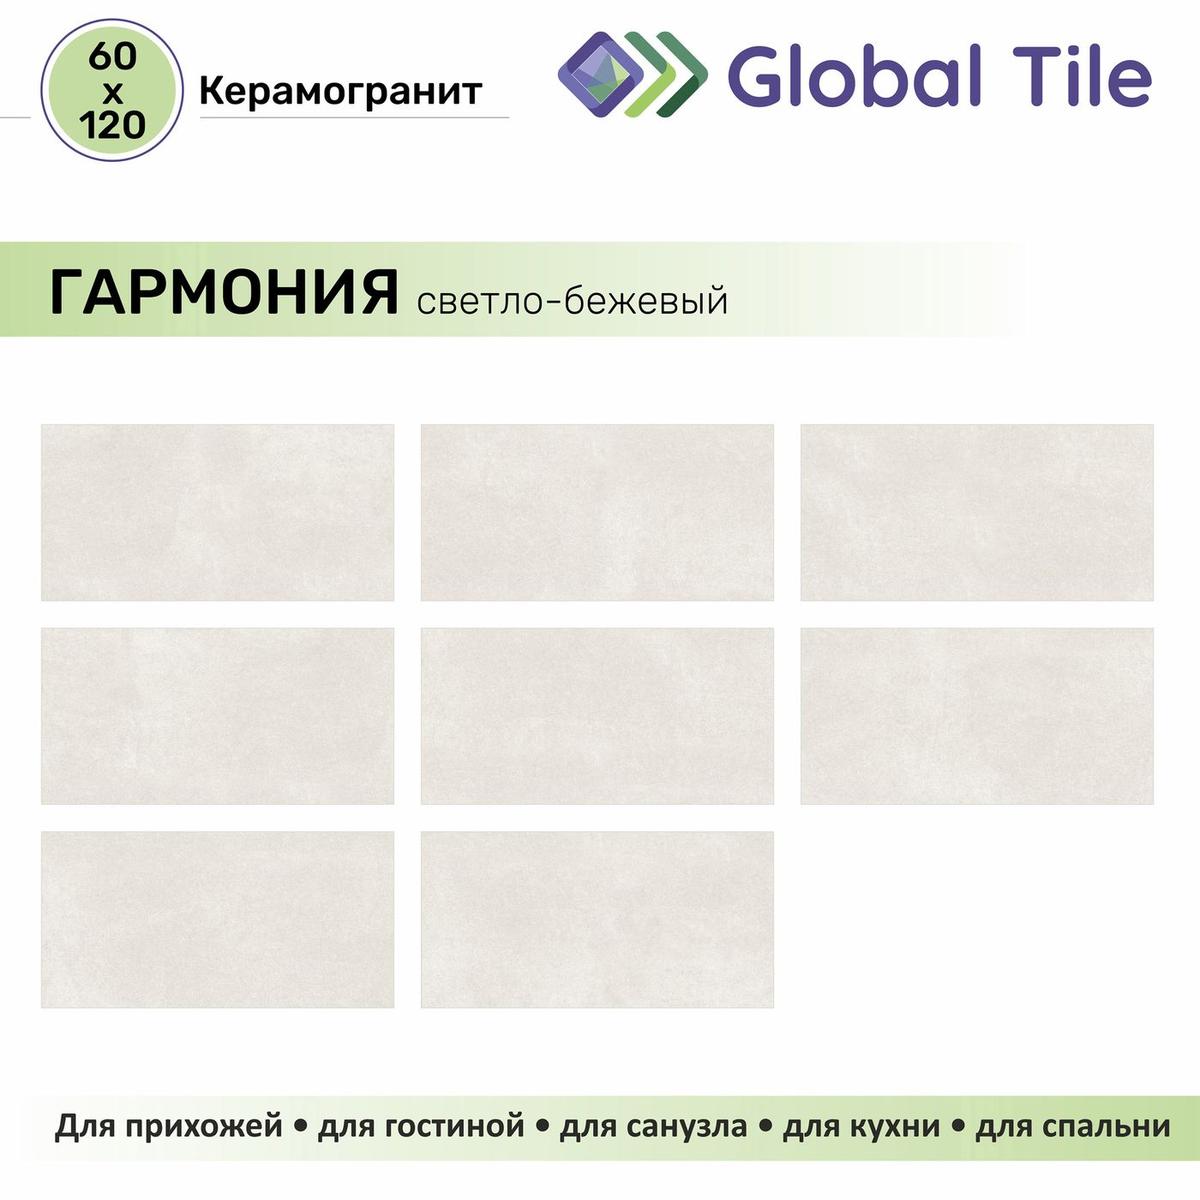 60
x
120
Керамогранит
Global Tile
ГАРМОНИЯ светло-бежевый
Для прихожей • для гостиной • для санузла • для кухни • для спальни